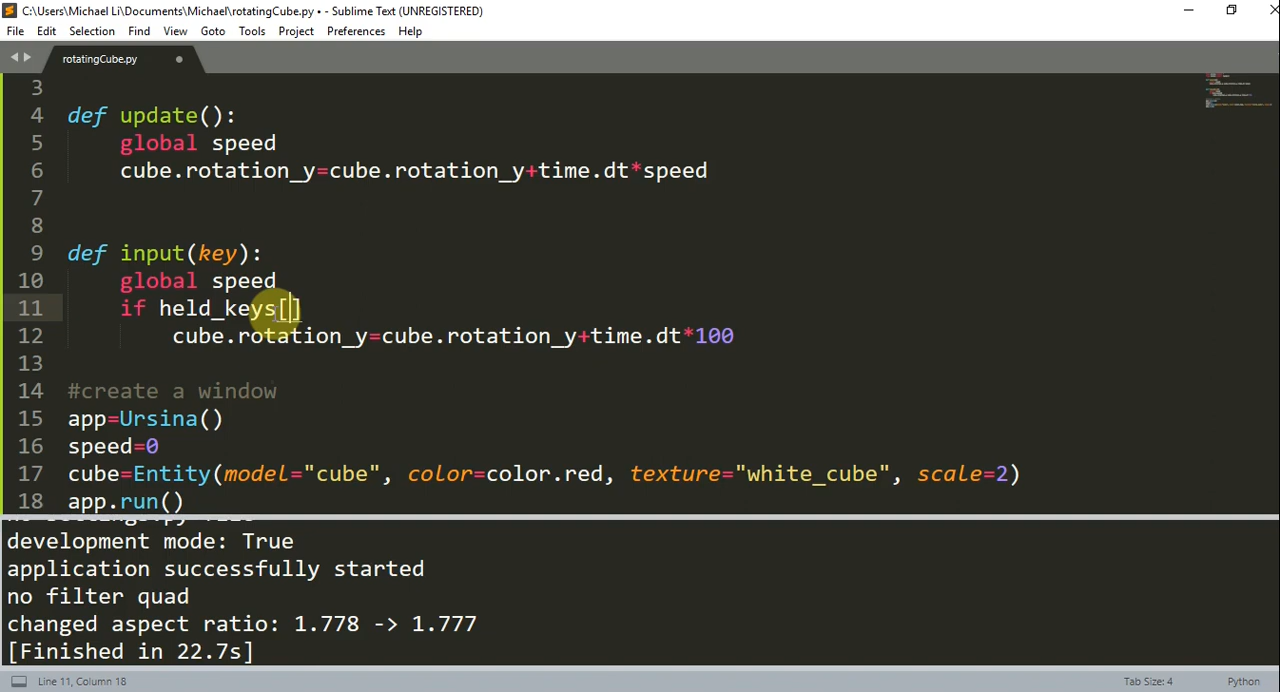 C:\Users\Michael Li\Documents\Michael\rotatingCube.py • - Sublime Text (UNREGISTERED)
File Edit Selection Find View Goto Tools Project Preferences Help
rotatingCube.py
3
4 def update():
5 global speed
6 cube.rotation_y=cube.rotation_y+time.dt*speed
7
8
9 def input(key):
10 global speed
11 if held_keys[]
12 cube.rotation_y=cube.rotation_y+time.dt*100
13
14 #create a window
15 app=Ursina()
16 speed=0
17 cube=Entity(model="cube", color=color.red, texture="white_cube", scale=2)
18 app.run()
development mode: True
application successfully started
no filter quad
changed aspect ratio: 1.778 -> 1.777
[Finished in 22.7s]
Line 11, Column 18 Tab Size: 4 Python